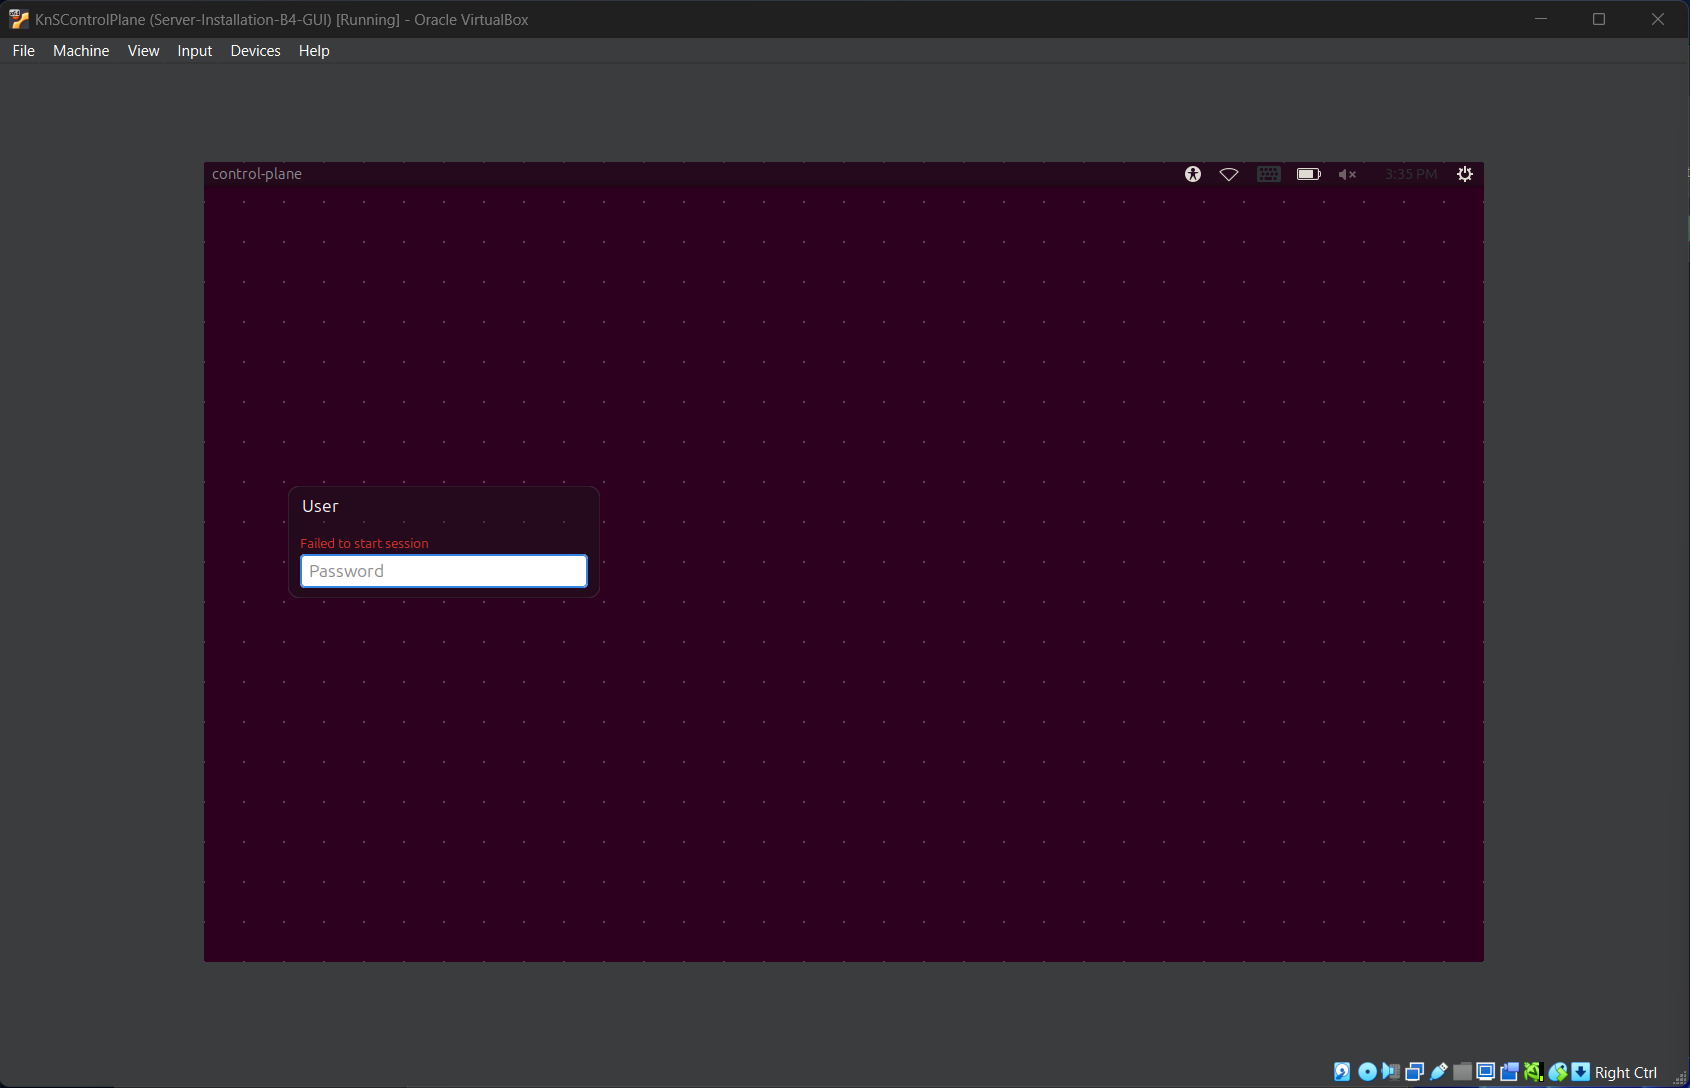 KnSControlPlane (Server-Installation-B4-GUI) [Running] - Oracle VirtualBox
File Machine View Input Devices Help
control-plane 3:35 PM
User
Failed to start session
Password
Right Ctrl